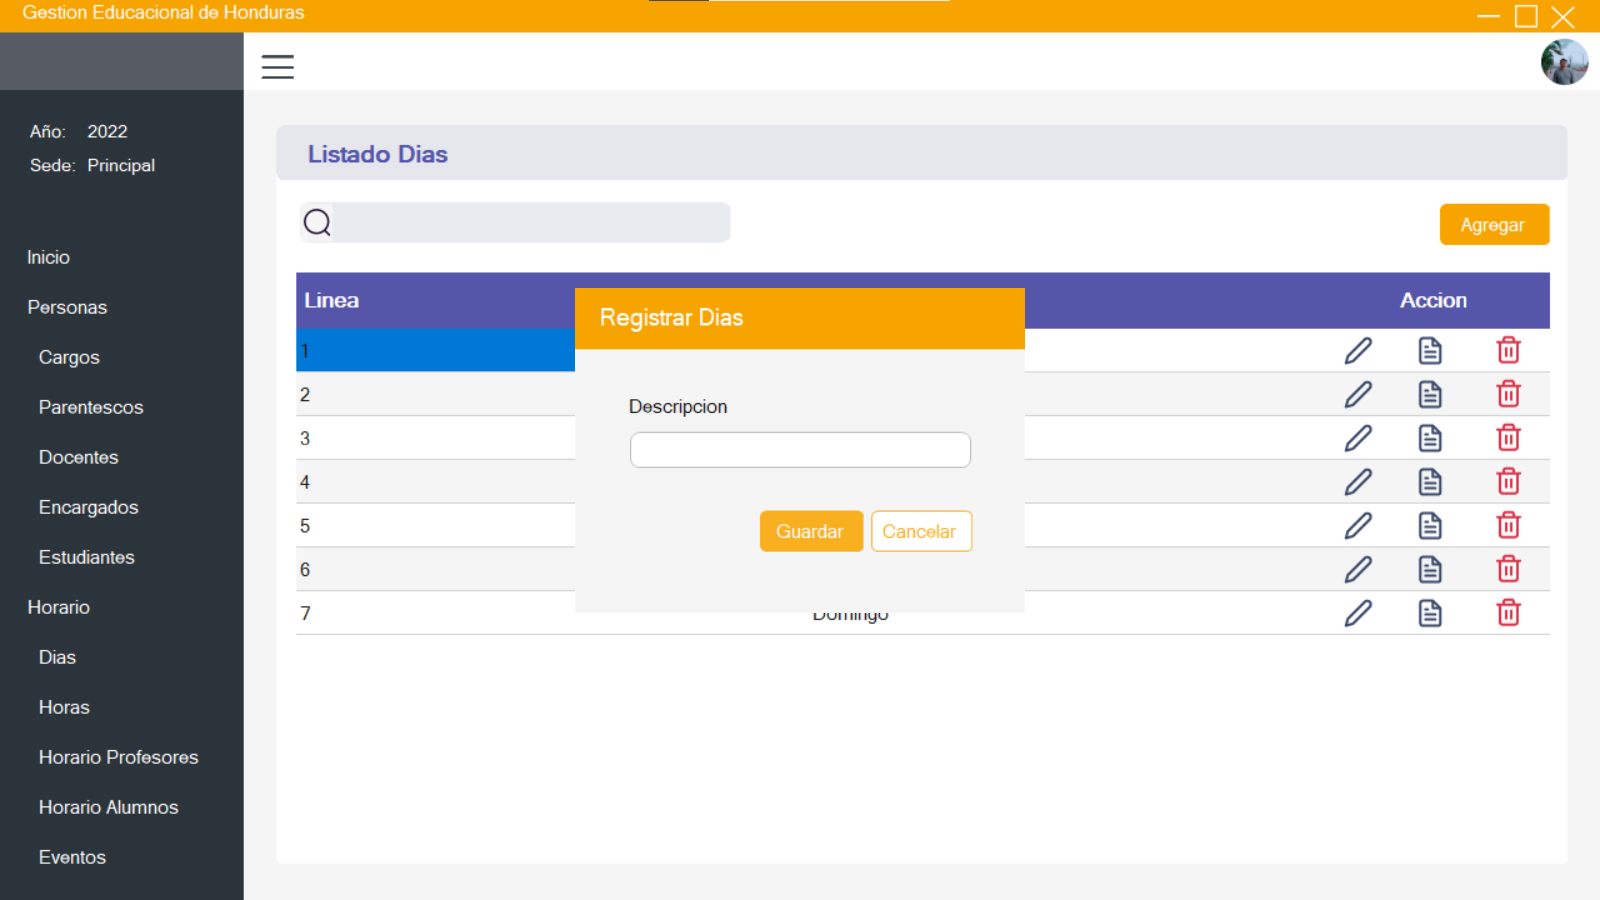 Gestion Educacional de Honduras
Año: 2022
Sede: Principal
Inicio
Personas
Cargos
Parentescos
Docentes
Encargados
Estudiantes
Horario
Dias
Horas
Horario Profesores
Horario Alumnos
Eventos
Listado Dias
Agregar
Linea Accion
1
2
3
4
5
6
7 Domingo
Registrar Dias
Descripcion
Guardar Cancelar